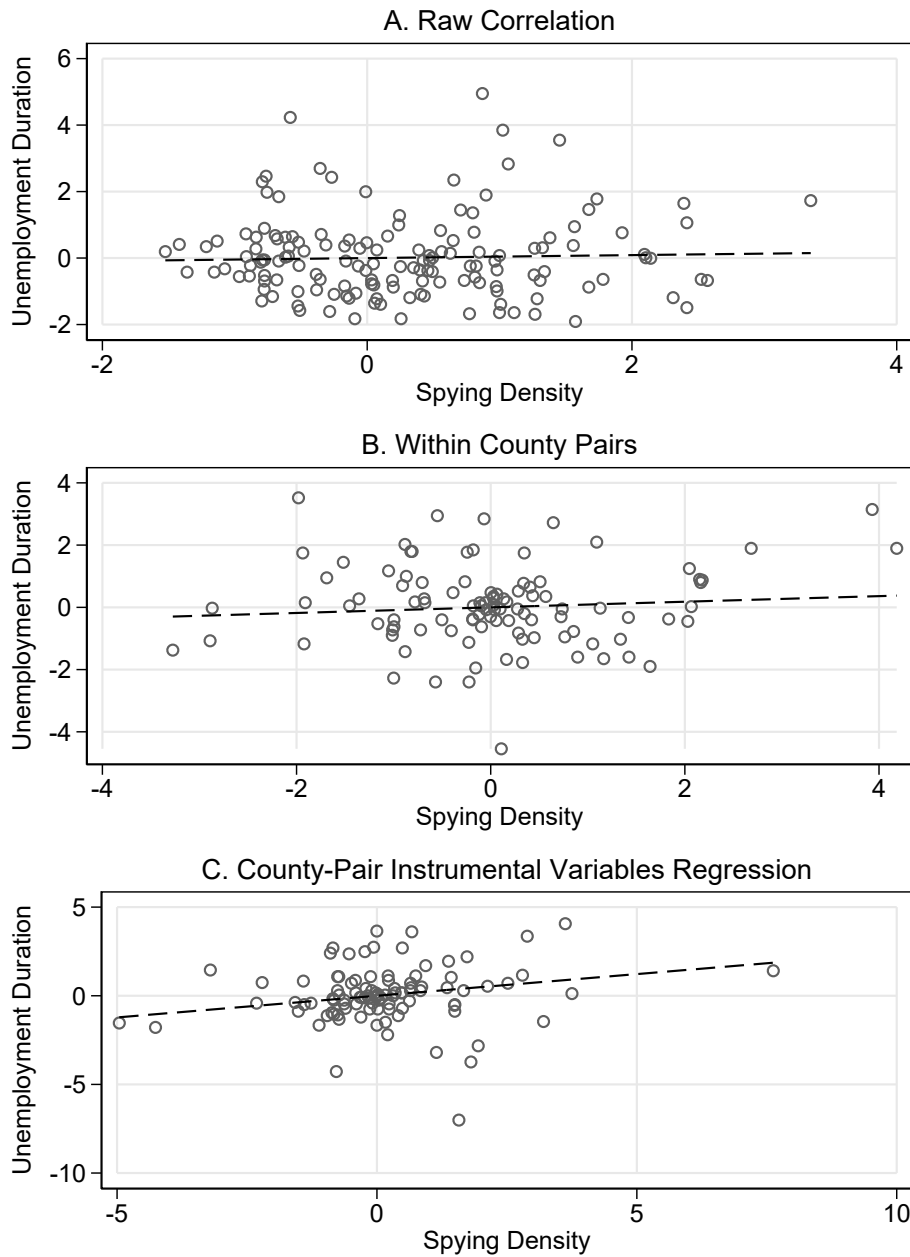 A. Raw Correlation
6
4
2
0
-2
Unemployment Duration
-2 0 2 4
Spying Density
B. Within County Pairs
4
2
0
-2
-4
Unemployment Duration
-4 -2 0 2 4
Spying Density
C. County-Pair Instrumental Variables Regression
5
0
-5
-10
Unemployment Duration
-5 0 5 10
Spying Density